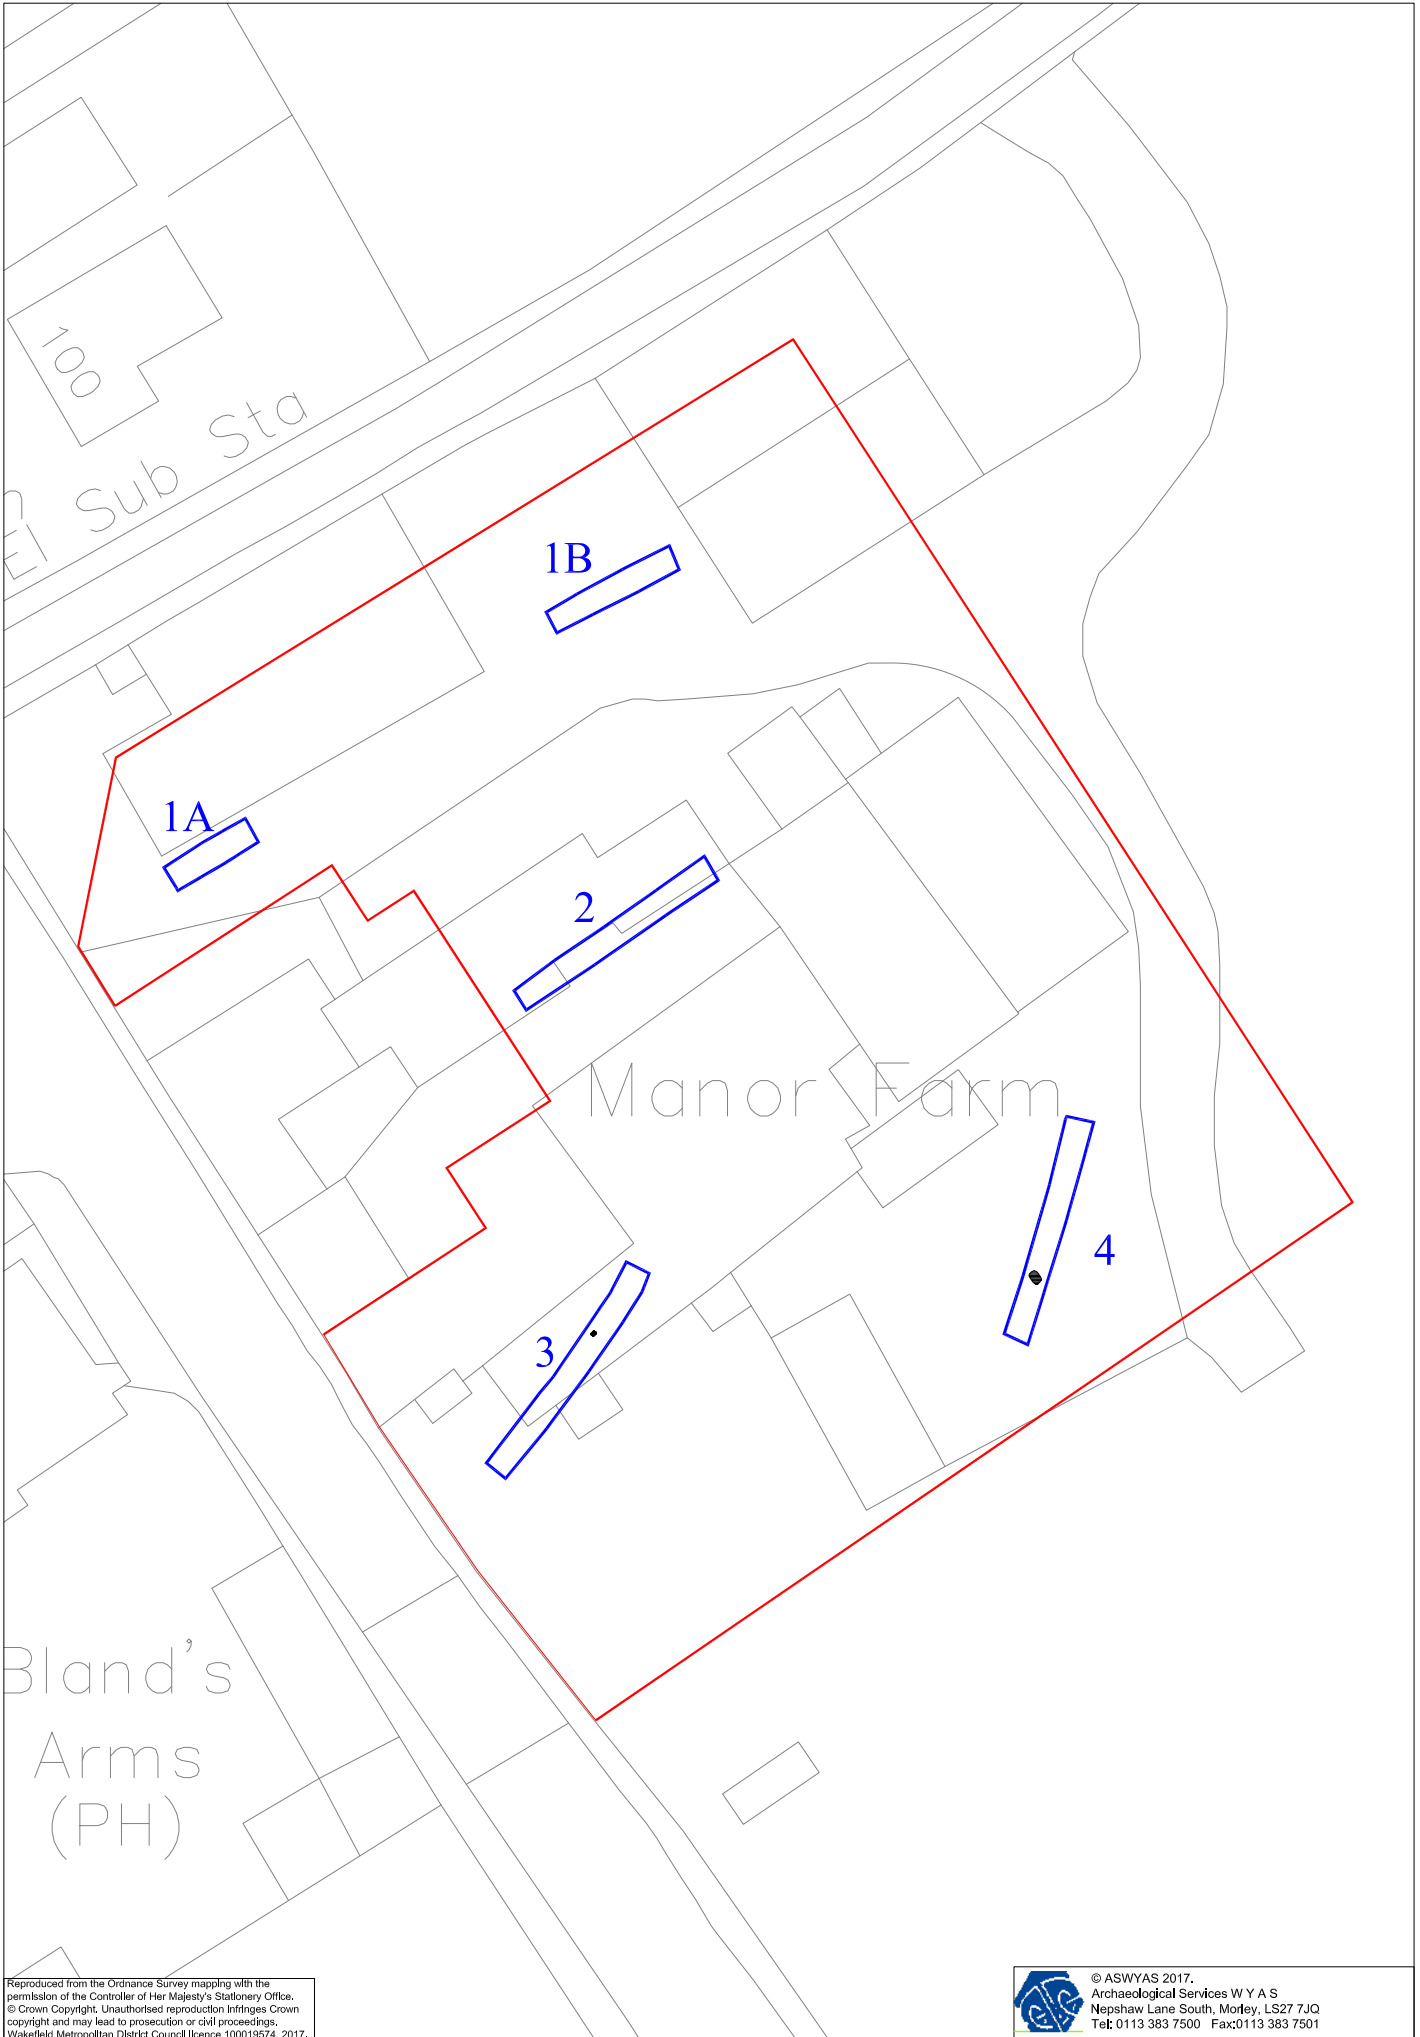 100
El Sub Sta
1B
1A
2
Manor Farm
4
3
Bland's
Arms
(PH)
Reproduced from the Ordnance Survey mapping with the
permission of the Controller of Her Majesty's Stationery Office.
© Crown Copyright. Unauthorised reproduction infringes Crown
copyright and may lead to prosecution or civil proceedings.
Wakefield Metropolitan District Council licence 100019574, 2017.
© ASWYAS 2017.
Archaeological Services W Y A S
Nepshaw Lane South, Morley, LS27 7JQ
Tel: 0113 383 7500 Fax:0113 383 7501